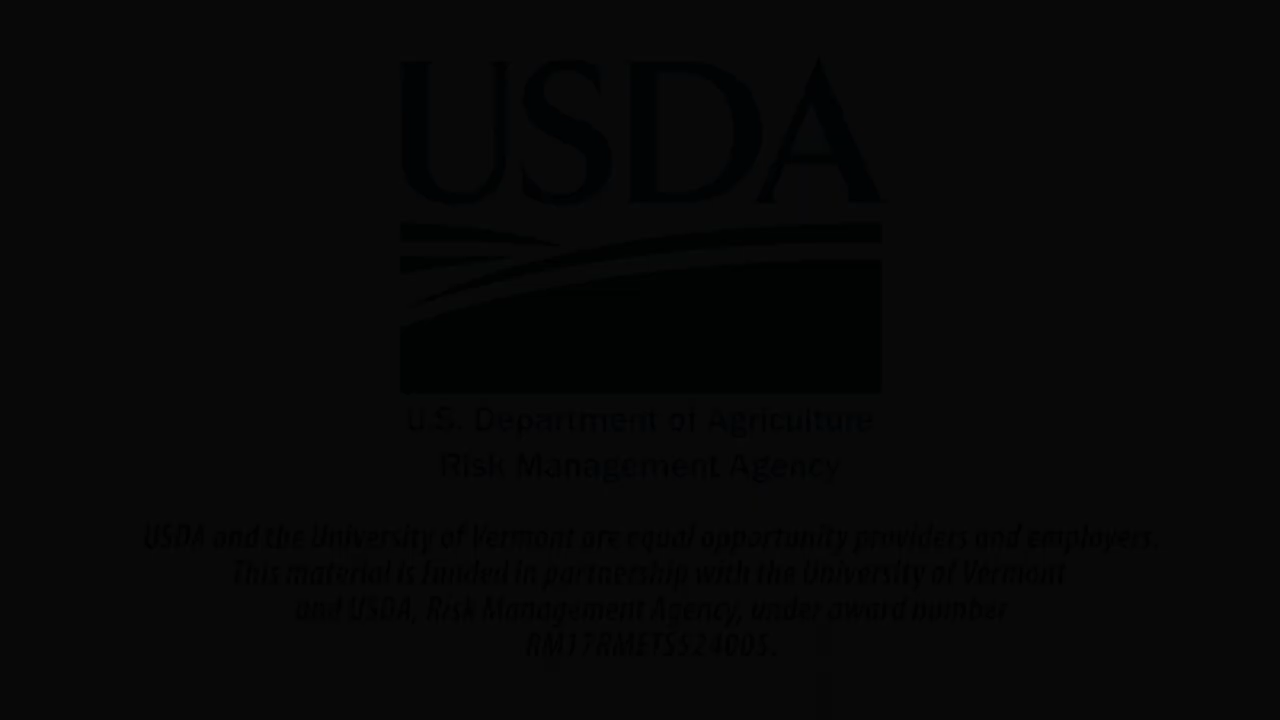 USDA
U.S. Department of Agriculture
Risk Management Agency
USDA and the University of Vermont are equal opportunity providers and employers.
This material is funded in partnership with the University of Vermont
and USDA, Risk Management Agency, under award number
RM17RMETS524005.